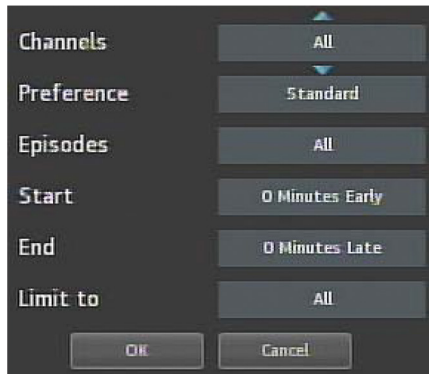 Channels All
Preference Standard
Episodes All
Start 0 Minutes Early
End 0 Minutes Late
Limit to All
OK Cancel